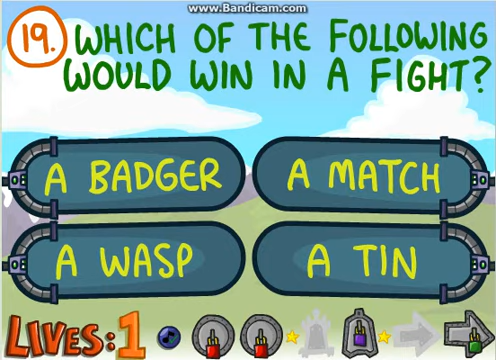 www.Bandicam.com
19. WHICH OF THE FOLLOWING
WOULD WIN IN A FIGHT?
A BADGER
A MATCH
A WASP
A TIN
LIVES:1